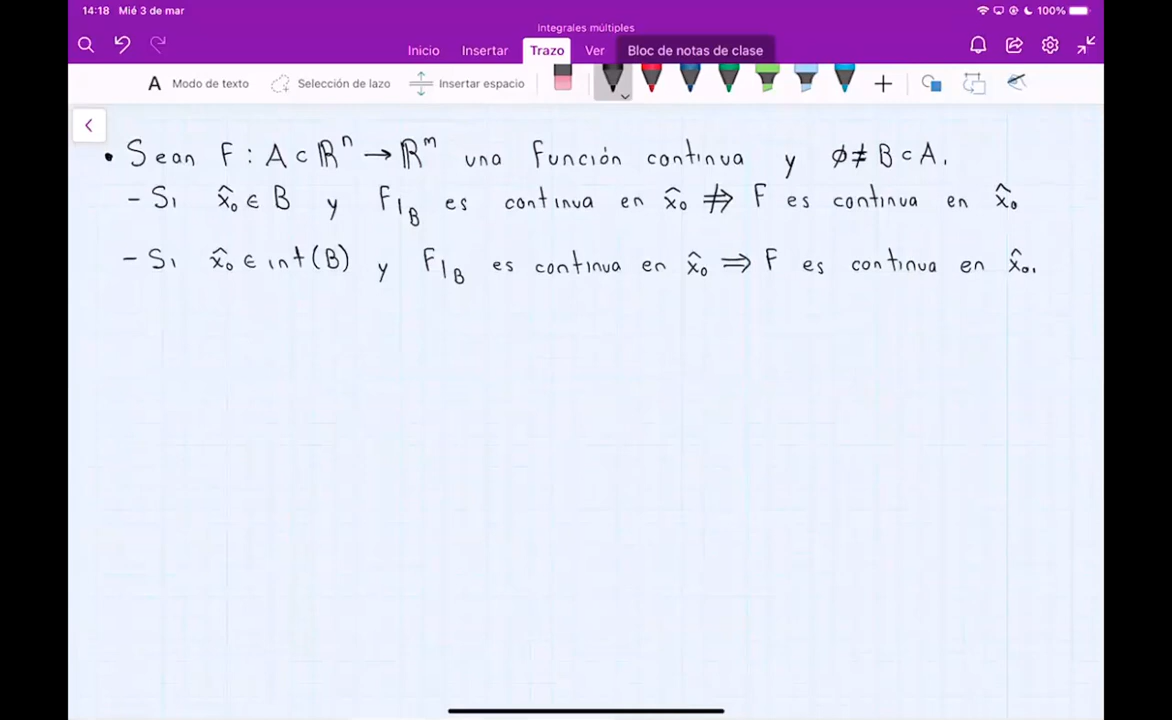 14:18 Mié 3 de mar
100%
Integrales múltiples
Inicio Insertar Trazo Ver Bloc de notas de clase
A Modo de texto Selección de lazo Insertar espacio
• Sean F : A ⊂ ℝⁿ → ℝᵐ una función continua y ∅ ≠ B ⊂ A.
- Si x̂₀ ∈ B y F|_B es continua en x̂₀ ⇏ F es continua en x̂₀
- Si x̂₀ ∈ int(B) y F|_B es continua en x̂₀ ⇒ F es continua en x̂₀.